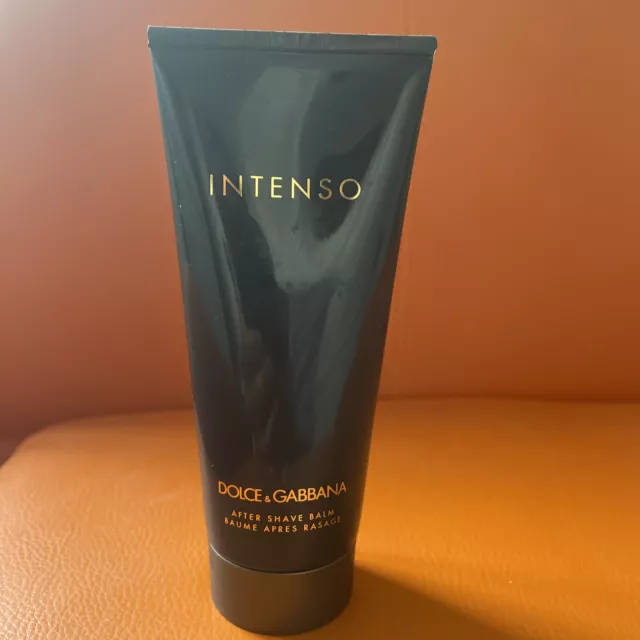 INTENSO
DOLCE & GABBANA
AFTER SHAVE BALM
BAUME APRES RASAGE